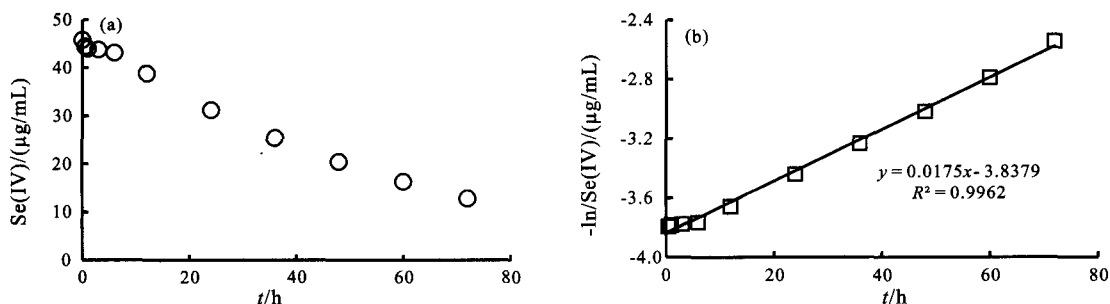 (a)
50
40
30
20
10
0
Se(IV)/(μg/mL)
0 20 40 60 80
t/h
(b)
-2.4
-2.8
-3.2
-3.6
-4.0
-ln/Se(IV)/(μg/mL)
y = 0.0175x - 3.8379
R² = 0.9962
0 20 40 60 80
t/h